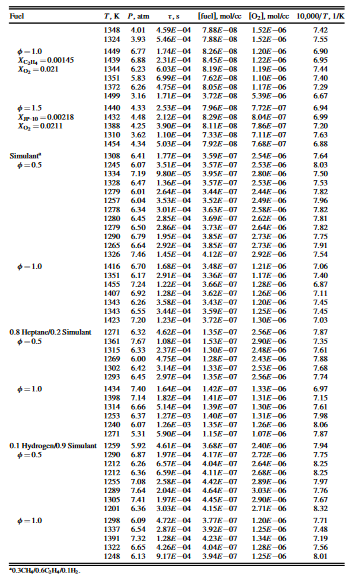 Fuel T, K P, atm τ, s [fuel], mol/cc [O2], mol/cc 10,000/T, 1/K
1348 4.01 4.59E−04 7.88E−08 1.52E−06 7.42
1324 3.93 5.46E−04 7.88E−08 1.52E−06 7.55
ϕ = 1.0 1449 6.77 1.74E−04 8.26E−08 1.20E−06 6.90
XC2H4 = 0.00145 1439 6.88 2.31E−04 8.45E−08 1.22E−06 6.95
XO2 = 0.021 1344 6.23 6.03E−04 8.19E−08 1.19E−06 7.44
1351 5.83 6.99E−04 7.62E−08 1.10E−06 7.40
1372 6.26 4.75E−04 8.05E−08 1.17E−06 7.29
1499 3.16 1.71E−04 3.72E−08 5.39E−07 6.67
ϕ = 1.5 1440 4.33 2.53E−04 7.96E−08 7.72E−07 6.94
XJP-10 = 0.00218 1432 4.48 2.12E−04 8.29E−08 8.04E−07 6.99
XO2 = 0.0211 1388 4.25 3.90E−04 8.11E−08 7.86E−07 7.20
1310 3.62 1.10E−04 7.33E−08 7.11E−07 7.63
1454 4.34 5.03E−04 7.92E−08 7.68E−07 6.88
Simulanta 1308 6.41 1.77E−04 3.59E−07 2.54E−06 7.64
ϕ = 0.5 1245 6.07 3.51E−04 3.57E−07 2.53E−06 8.03
1334 7.19 9.80E−05 3.95E−07 2.80E−06 7.50
1328 6.47 1.36E−04 3.57E−07 2.53E−06 7.53
1279 6.01 2.64E−04 3.44E−07 2.44E−06 7.82
1257 6.04 3.53E−04 3.52E−07 2.49E−06 7.96
1278 6.34 3.01E−04 3.63E−07 2.58E−06 7.82
1280 6.45 2.85E−04 3.69E−07 2.62E−06 7.81
1279 6.50 2.86E−04 3.73E−07 2.64E−06 7.82
1290 6.79 1.95E−04 3.85E−07 2.73E−06 7.75
1265 6.64 2.92E−04 3.85E−07 2.73E−06 7.91
1326 7.46 1.45E−04 4.12E−07 2.92E−06 7.54
ϕ = 1.0 1416 6.70 1.68E−04 3.48E−07 1.21E−06 7.06
1351 6.17 2.91E−04 3.36E−07 1.17E−06 7.40
1455 7.24 1.22E−04 3.66E−07 1.28E−06 6.87
1407 6.92 1.28E−04 3.62E−07 1.26E−06 7.11
1343 6.26 3.58E−04 3.43E−07 1.20E−06 7.45
1343 6.55 3.44E−04 3.59E−07 1.25E−06 7.45
1423 7.20 1.23E−04 3.72E−07 1.30E−06 7.03
0.8 Heptane/0.2 Simulant 1271 6.32 4.62E−04 1.35E−07 2.56E−06 7.87
ϕ = 0.5 1361 7.67 1.08E−04 1.53E−07 2.90E−06 7.35
1315 6.33 2.37E−04 1.30E−07 2.48E−06 7.61
1269 6.00 4.75E−04 1.28E−07 2.43E−06 7.88
1302 6.42 3.14E−04 1.33E−07 2.53E−06 7.68
1293 6.45 2.97E−04 1.35E−07 2.56E−06 7.74
ϕ = 1.0 1434 7.40 1.64E−04 1.42E−07 1.33E−06 6.97
1398 7.14 1.82E−04 1.41E−07 1.31E−06 7.15
1314 6.66 5.14E−04 1.39E−07 1.30E−06 7.61
1253 6.37 1.27E−03 1.40E−07 1.31E−06 7.98
1240 6.07 1.26E−03 1.35E−07 1.26E−06 8.06
1271 5.31 5.90E−04 1.15E−07 1.07E−06 7.87
0.1 Hydrogen/0.9 Simulant 1259 5.92 4.61E−04 3.68E−07 2.40E−06 7.94
ϕ = 0.5 1290 6.87 1.97E−04 4.17E−07 2.72E−06 7.75
1212 6.26 6.57E−04 4.04E−07 2.64E−06 8.25
1212 6.36 6.59E−04 4.11E−07 2.68E−06 8.25
1255 7.08 2.58E−04 4.42E−07 2.89E−06 7.97
1289 7.64 2.04E−04 4.64E−07 3.03E−06 7.76
1305 7.41 1.97E−04 4.45E−07 2.90E−06 7.67
1201 6.36 3.03E−04 4.15E−07 2.71E−06 8.32
ϕ = 1.0 1298 6.09 4.72E−04 3.77E−07 1.20E−06 7.71
1337 6.54 2.87E−04 3.92E−07 1.25E−06 7.48
1391 7.32 1.28E−04 4.23E−07 1.34E−06 7.19
1322 6.65 4.26E−04 4.04E−07 1.28E−06 7.56
1248 6.13 9.17E−04 3.94E−07 1.25E−06 8.01
a0.3CH4/0.6C2H4/0.1H2.